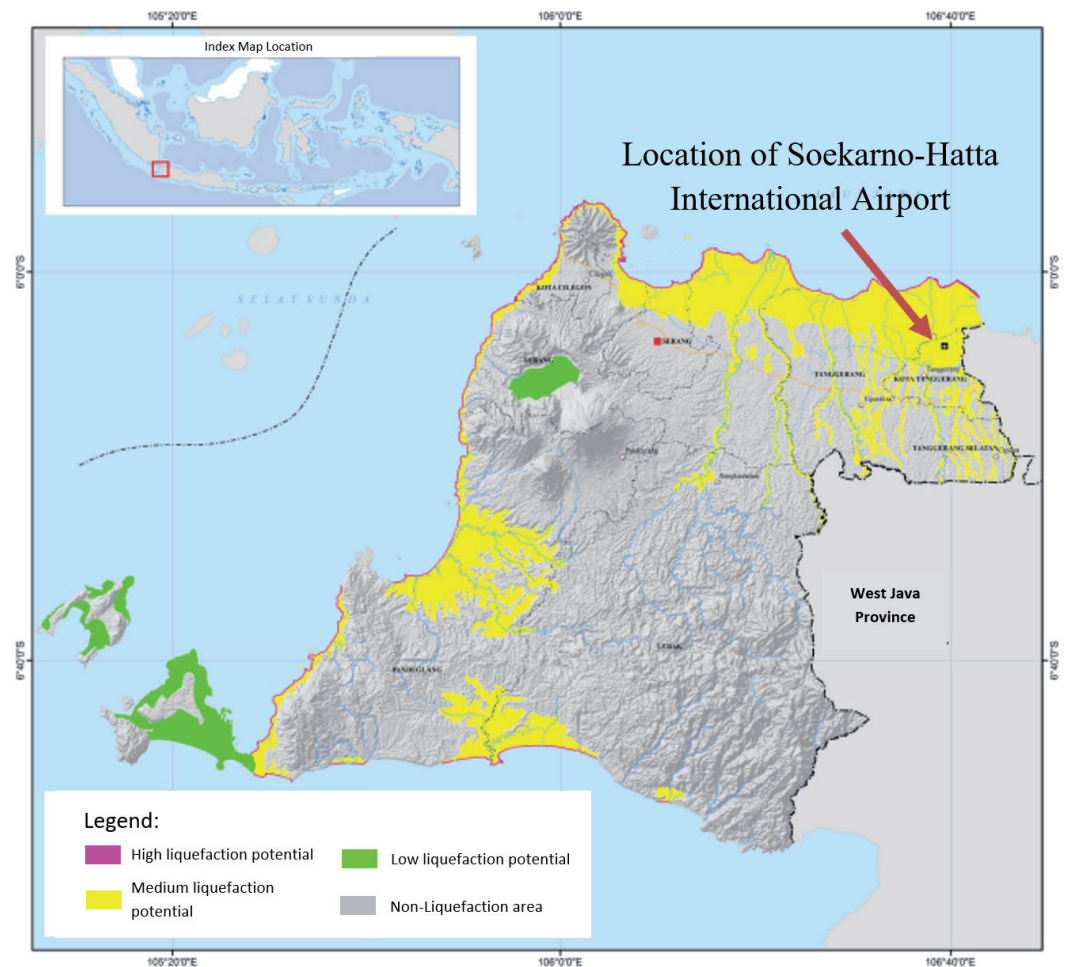 105°20'0"E 106°0'0"E 106°40'0"E
Index Map Location
Location of Soekarno-Hatta
International Airport
6°0'0"S 6°0'0"S
SELAT SUNDA
KOTA CILEGON
SERANG
SERANG
TANGGERANG
KOTA TANGGERANG
Pandeglang
TANGGERANG SELATAN
West Java
Province
LEBAK
6°40'0"S 6°40'0"S
PANDEGLANG
Legend:
High liquefaction potential
Low liquefaction potential
Medium liquefaction
potential
Non-Liquefaction area
105°20'0"E 106°0'0"E 106°40'0"E